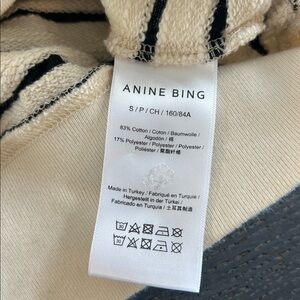 ANINE BING
S / P / CH / 160/84A
83% Cotton / Coton / Baumwolle /
Algodón / 棉
17% Polyester / Polyester / Polyester /
Poliéster / 聚酯纤维
Made in Turkey / Fabriqué en Turquie /
Hergestellt in der Türkei /
Fabricado en Turquía / 土耳其制造
30
30